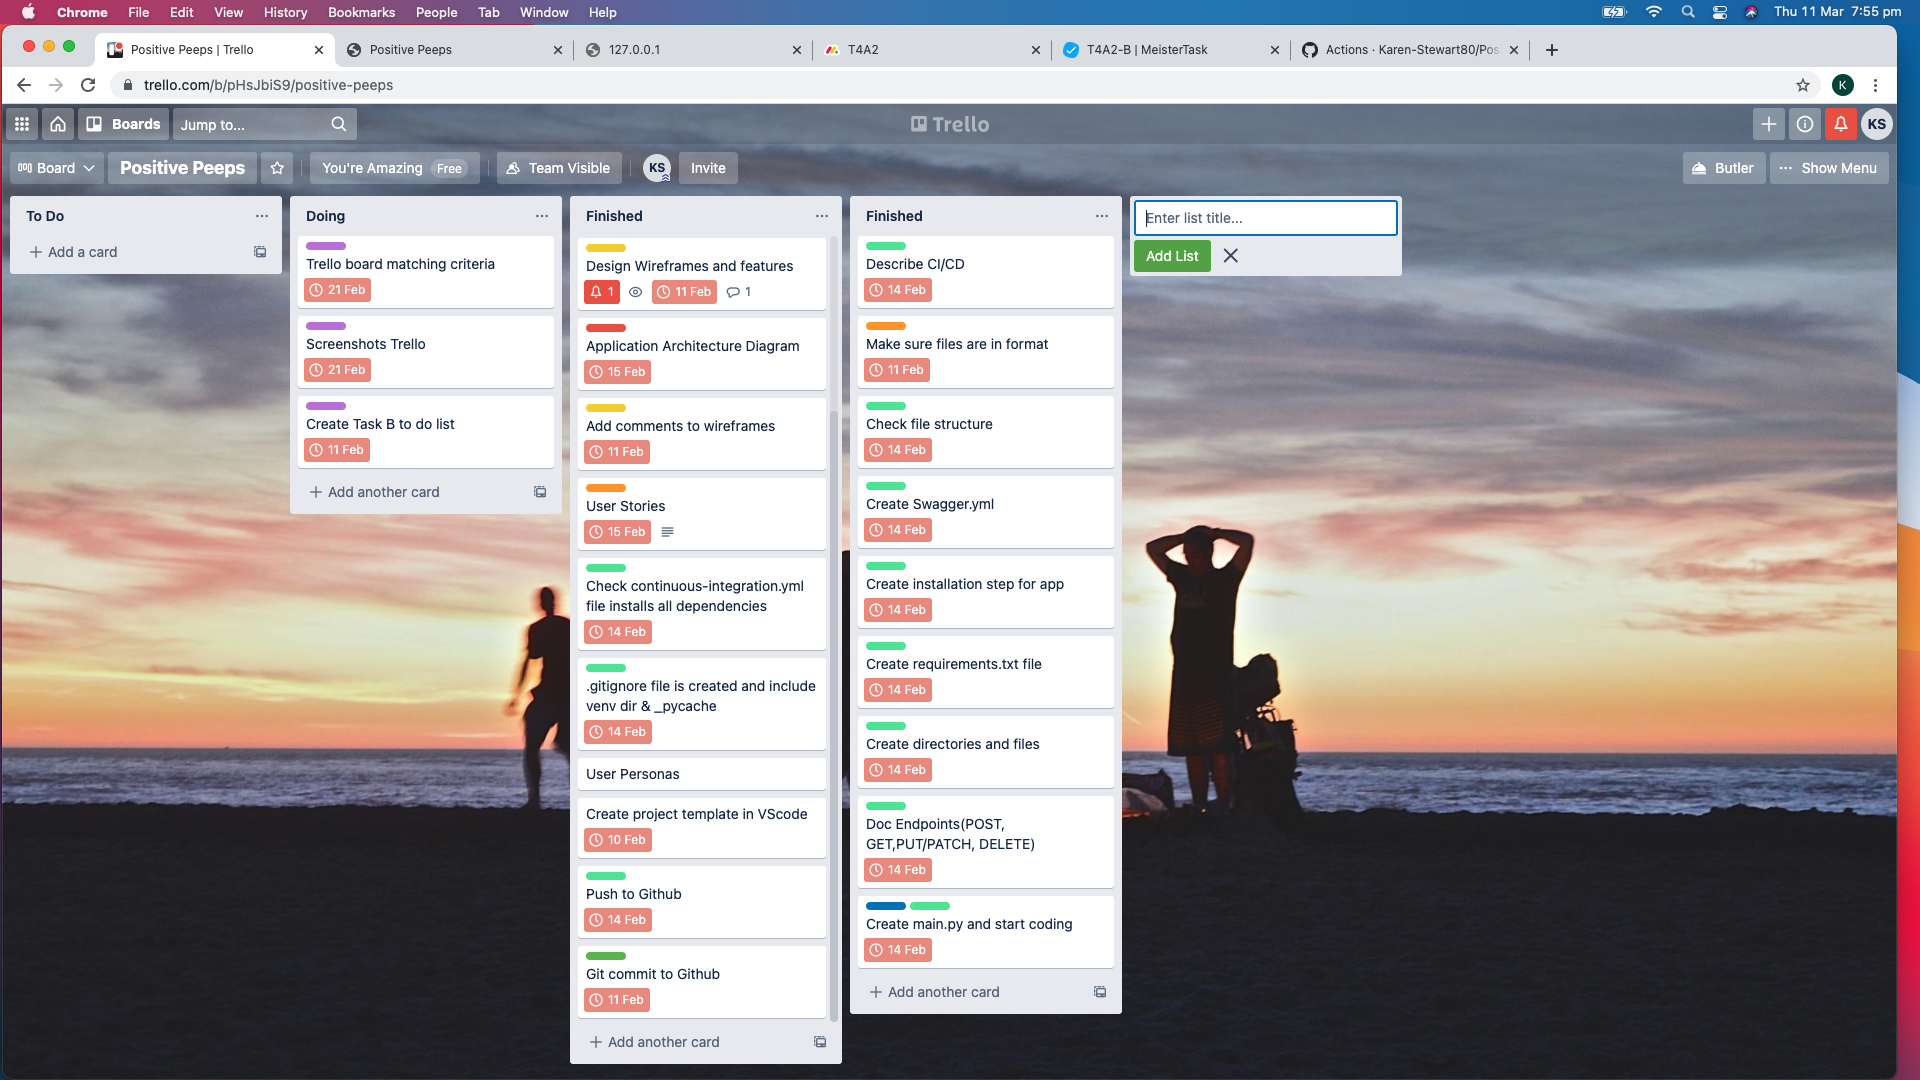 Chrome File Edit View History Bookmarks People Tab Window Help Thu 11 Mar 7:55 pm
Positive Peeps | Trello Positive Peeps 127.0.0.1 T4A2 T4A2-B | MeisterTask Actions · Karen-Stewart80/Pos
trello.com/b/pHsJbiS9/positive-peeps K
Boards Jump to... Trello KS
Board Positive Peeps You're Amazing Free Team Visible KS Invite Butler ... Show Menu
To Do
+ Add a card
Doing
Trello board matching criteria
21 Feb
Screenshots Trello
21 Feb
Create Task B to do list
11 Feb
+ Add another card
Finished
Design Wireframes and features
1 11 Feb 1
Application Architecture Diagram
15 Feb
Add comments to wireframes
11 Feb
User Stories
15 Feb
Check continuous-integration.yml
file installs all dependencies
14 Feb
.gitignore file is created and include
venv dir & _pycache
14 Feb
User Personas
Create project template in VScode
10 Feb
Push to Github
14 Feb
Git commit to Github
11 Feb
+ Add another card
Finished
Describe CI/CD
14 Feb
Make sure files are in format
11 Feb
Check file structure
14 Feb
Create Swagger.yml
14 Feb
Create installation step for app
14 Feb
Create requirements.txt file
14 Feb
Create directories and files
14 Feb
Doc Endpoints(POST,
GET,PUT/PATCH, DELETE)
14 Feb
Create main.py and start coding
14 Feb
+ Add another card
Enter list title...
Add List